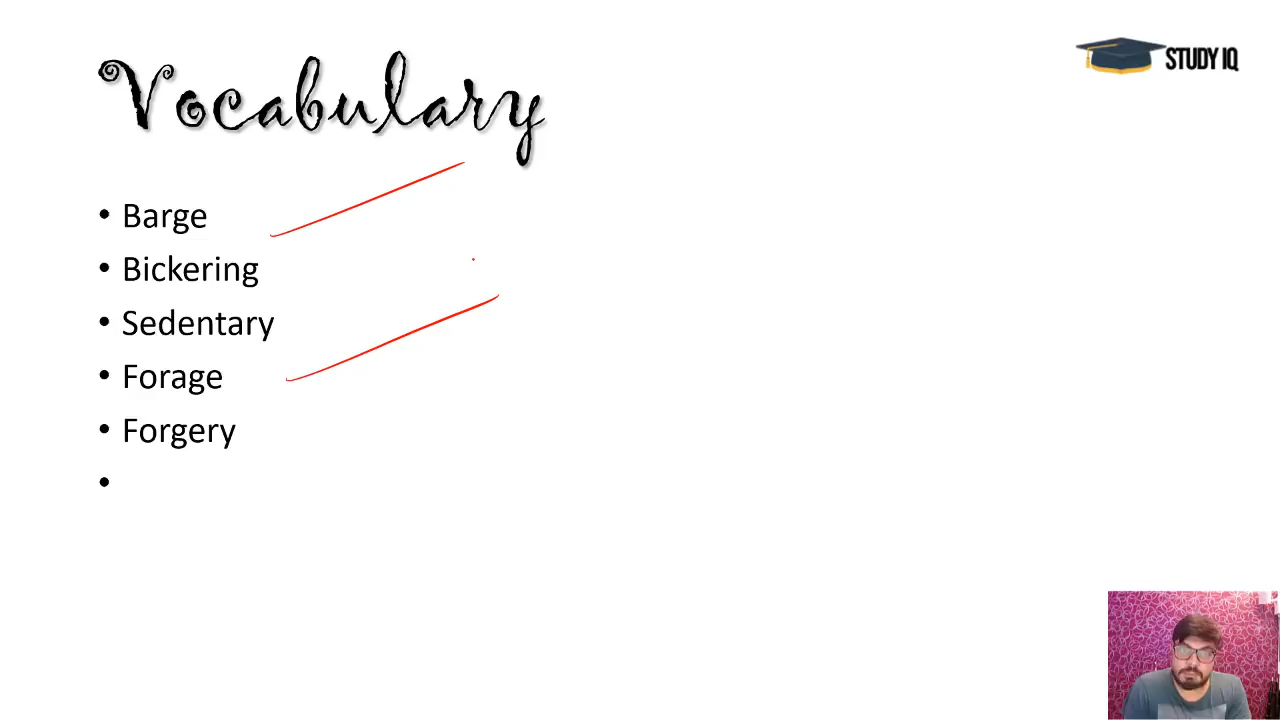 Vocabulary
STUDY IQ
• Barge
• Bickering
• Sedentary
• Forage
• Forgery
•